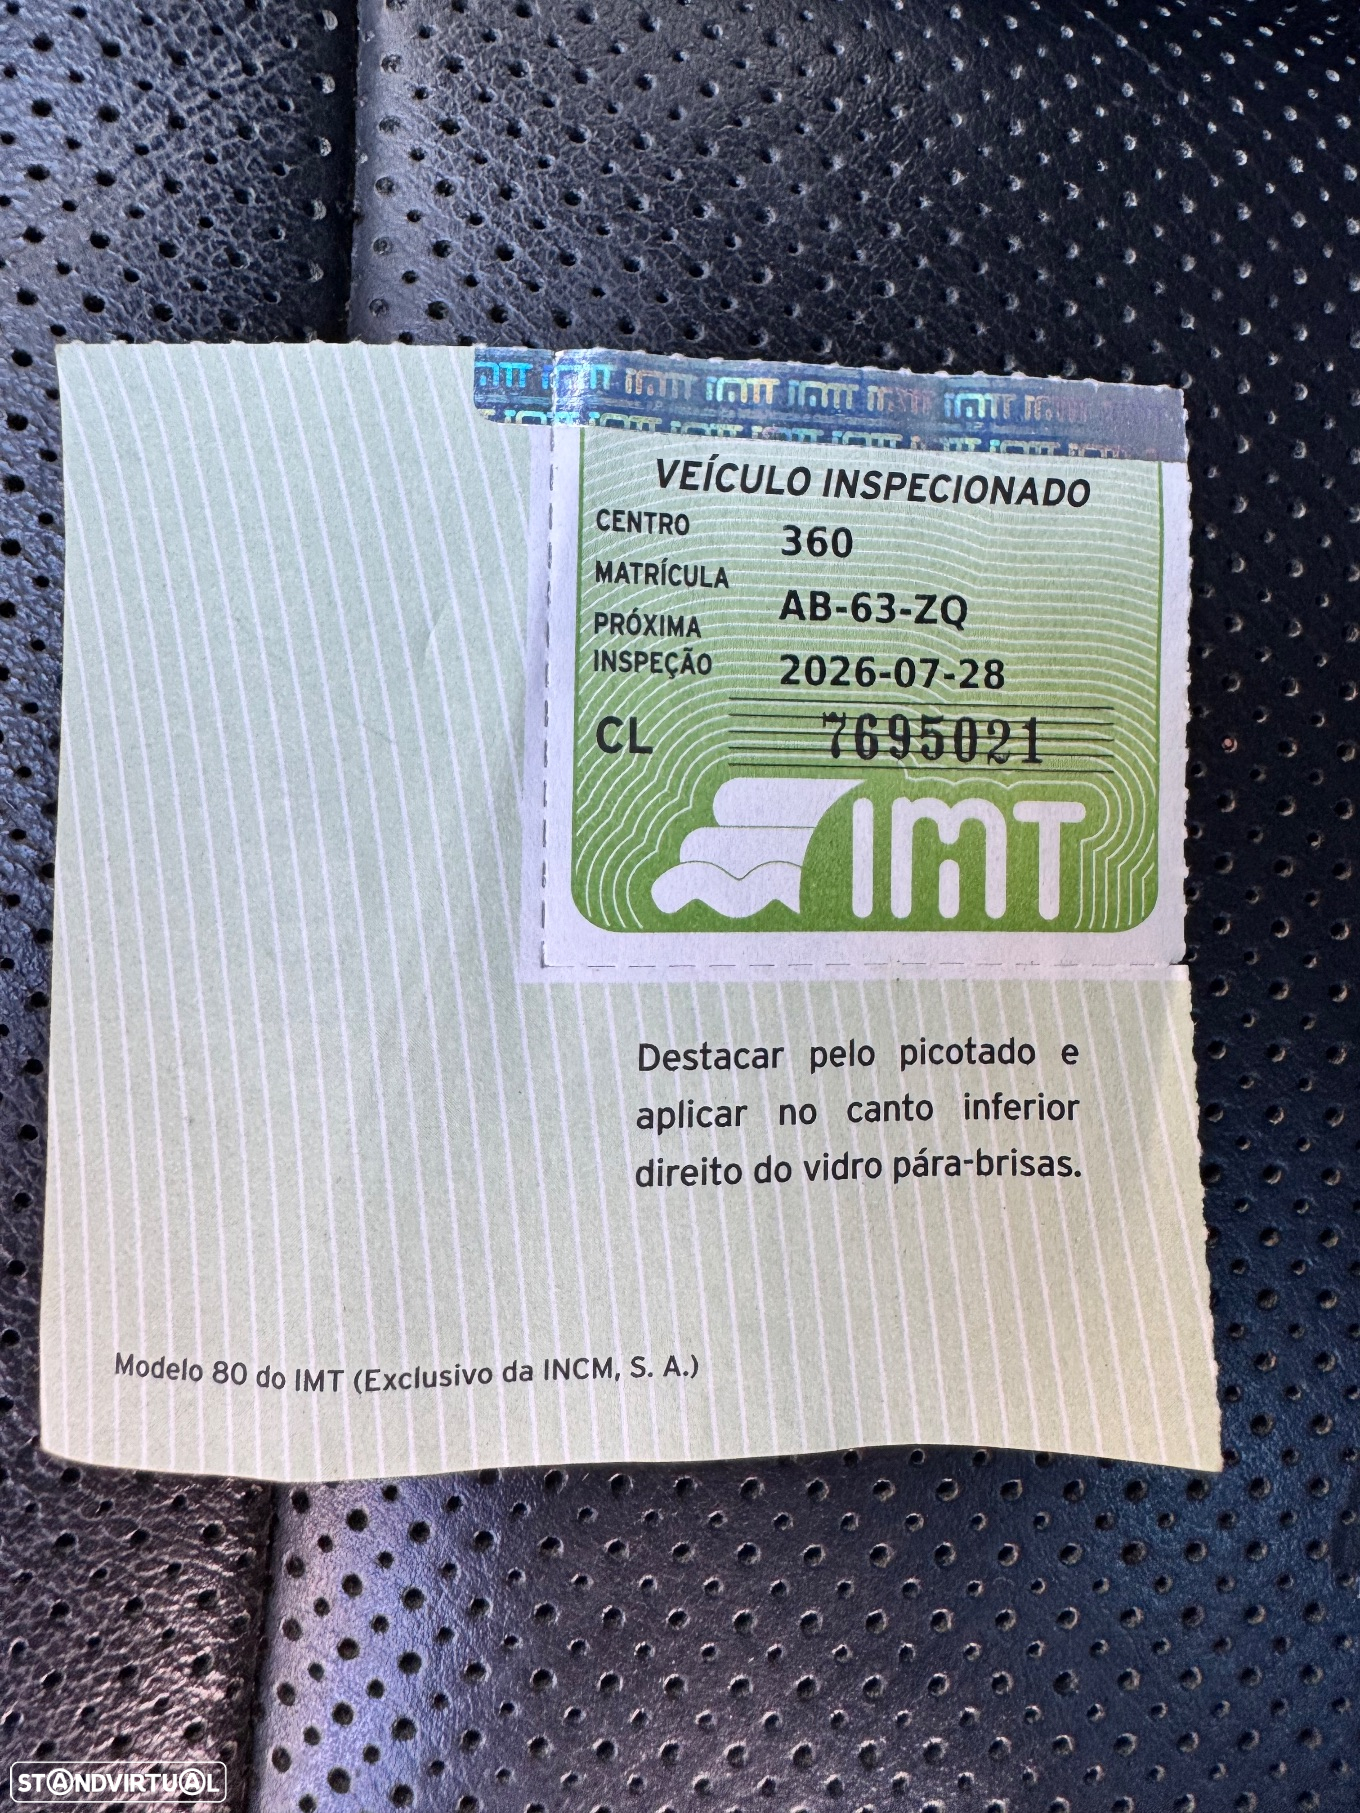 VEÍCULO INSPECIONADO
CENTRO 360
MATRÍCULA AB-63-ZQ
PRÓXIMA
INSPEÇÃO 2026-07-28
CL 7695021
IMT
Destacar pelo picotado e
aplicar no canto inferior
direito do vidro pára-brisas.
Modelo 80 do IMT (Exclusivo da INCM, S. A.)
STANDVIRTUAL